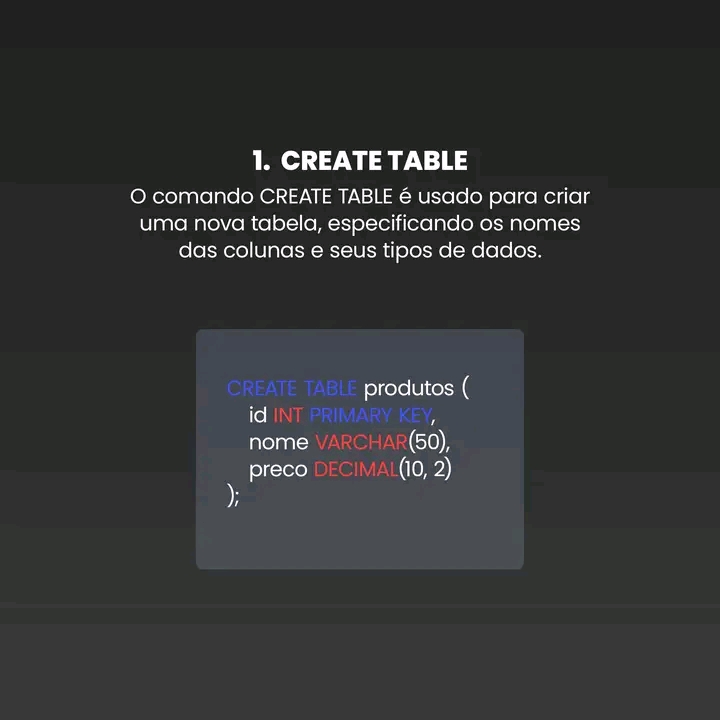 1. CREATE TABLE
O comando CREATE TABLE é usado para criar
uma nova tabela, especificando os nomes
das colunas e seus tipos de dados.
CREATE TABLE produtos (
id INT PRIMARY KEY,
nome VARCHAR(50),
preco DECIMAL(10, 2)
);